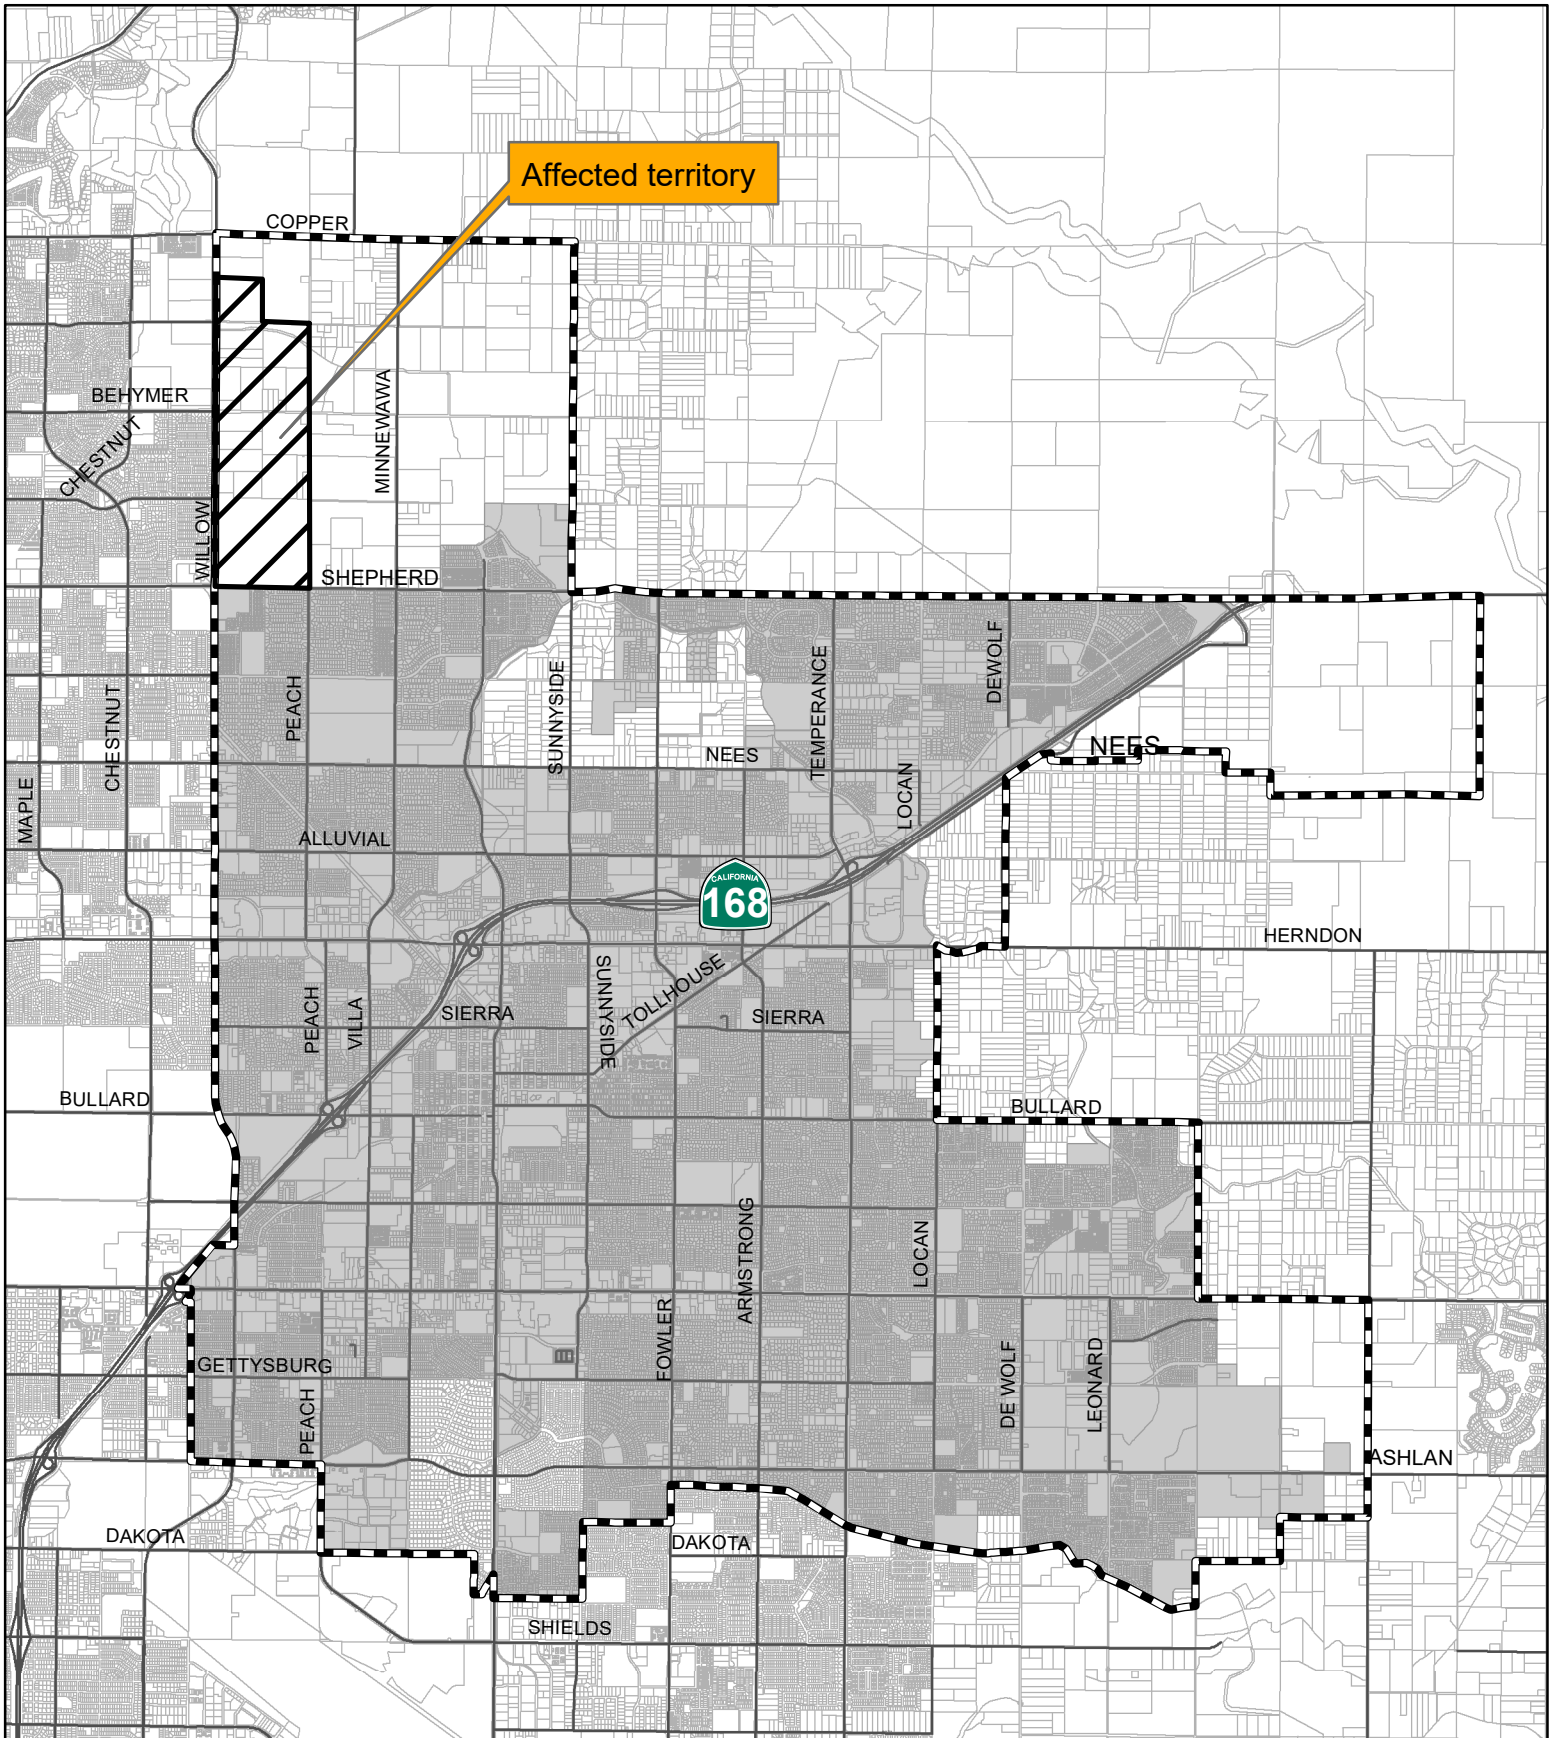 Affected territory
COPPER
BEHYMER
CHESTNUT
MINNEWAWA
WILLOW
SHEPHERD
PEACH
CHESTNUT
MAPLE
SUNNYSIDE
NEES
TEMPERANCE
DEWOLF
NEES
LOCAN
ALLUVIAL
CALIFORNIA
168
HERNDON
PEACH
VILLA
SIERRA
SUNNYSIDE
TOLLHOUSE
SIERRA
BULLARD
BULLARD
ARMSTRONG
LOCAN
FOWLER
GETTYSBURG
PEACH
DE WOLF
LEONARD
ASHLAN
DAKOTA
DAKOTA
SHIELDS